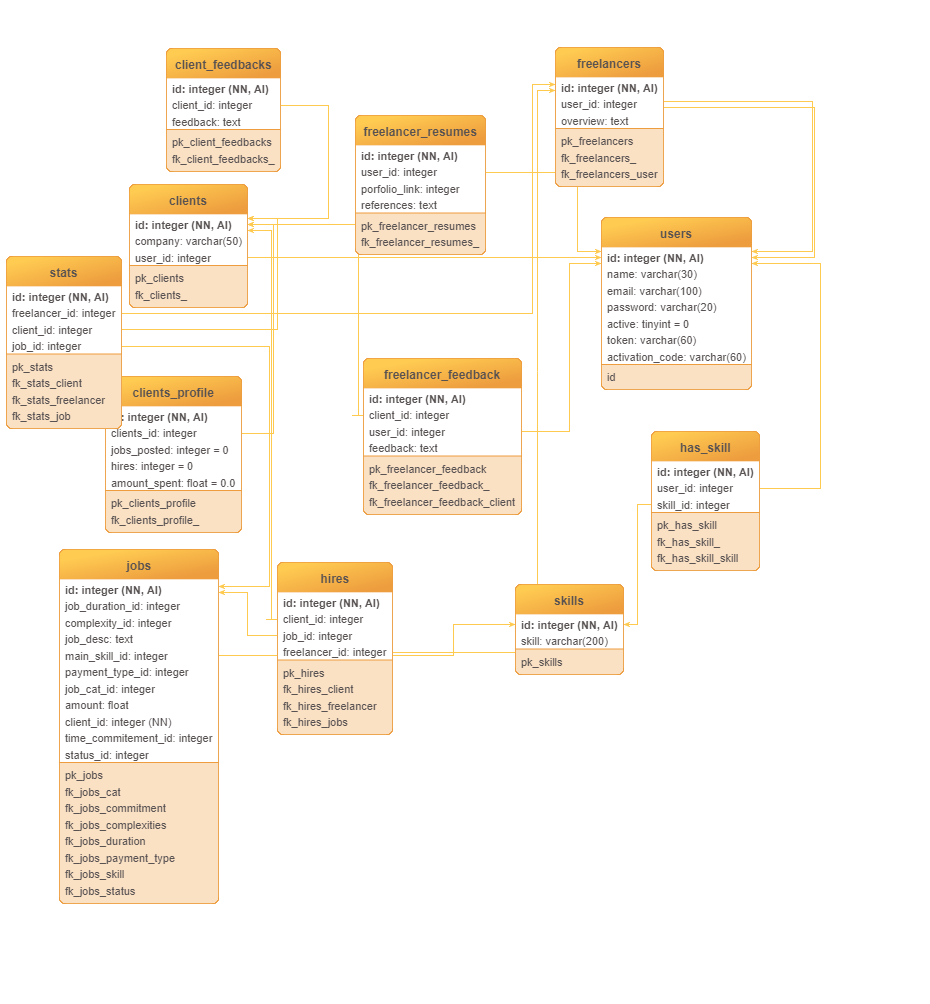 client_feedbacks
id: integer (NN, AI)
client_id: integer
feedback: text
pk_client_feedbacks
fk_client_feedbacks_
freelancers
id: integer (NN, AI)
user_id: integer
overview: text
pk_freelancers
fk_freelancers_
fk_freelancers_user
freelancer_resumes
id: integer (NN, AI)
user_id: integer
porfolio_link: integer
references: text
pk_freelancer_resumes
fk_freelancer_resumes_
clients
id: integer (NN, AI)
company: varchar(50)
user_id: integer
pk_clients
fk_clients_
users
id: integer (NN, AI)
name: varchar(30)
email: varchar(100)
password: varchar(20)
active: tinyint = 0
token: varchar(60)
activation_code: varchar(60)
id
stats
id: integer (NN, AI)
freelancer_id: integer
client_id: integer
job_id: integer
pk_stats
fk_stats_client
fk_stats_freelancer
fk_stats_job
clients_profile
: integer (NN, AI)
clients_id: integer
jobs_posted: integer = 0
hires: integer = 0
amount_spent: float = 0.0
pk_clients_profile
fk_clients_profile_
freelancer_feedback
id: integer (NN, AI)
client_id: integer
user_id: integer
feedback: text
pk_freelancer_feedback
fk_freelancer_feedback_
fk_freelancer_feedback_client
has_skill
id: integer (NN, AI)
user_id: integer
skill_id: integer
pk_has_skill
fk_has_skill_
fk_has_skill_skill
jobs
id: integer (NN, AI)
job_duration_id: integer
complexity_id: integer
job_desc: text
main_skill_id: integer
payment_type_id: integer
job_cat_id: integer
amount: float
client_id: integer (NN)
time_commitement_id: integer
status_id: integer
pk_jobs
fk_jobs_cat
fk_jobs_commitment
fk_jobs_complexities
fk_jobs_duration
fk_jobs_payment_type
fk_jobs_skill
fk_jobs_status
hires
id: integer (NN, AI)
client_id: integer
job_id: integer
freelancer_id: integer
pk_hires
fk_hires_client
fk_hires_freelancer
fk_hires_jobs
skills
id: integer (NN, AI)
skill: varchar(200)
pk_skills